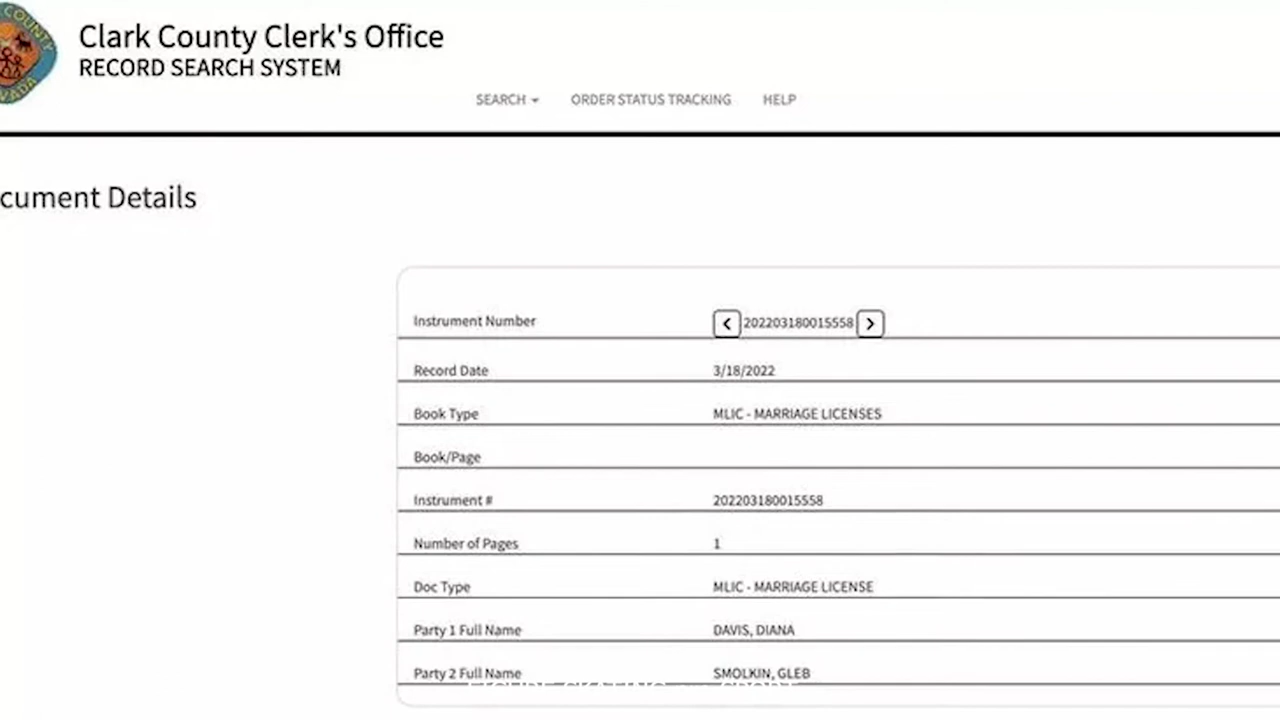 COUNTY
VADA
Clark County Clerk's Office
RECORD SEARCH SYSTEM
SEARCH ORDER STATUS TRACKING HELP
cument Details
Instrument Number 202203180015558
Record Date 3/18/2022
Book Type MLIC - MARRIAGE LICENSES
Book/Page
Instrument # 202203180015558
Number of Pages 1
Doc Type MLIC - MARRIAGE LICENSE
Party 1 Full Name DAVIS, DIANA
Party 2 Full Name SMOLKIN, GLEB